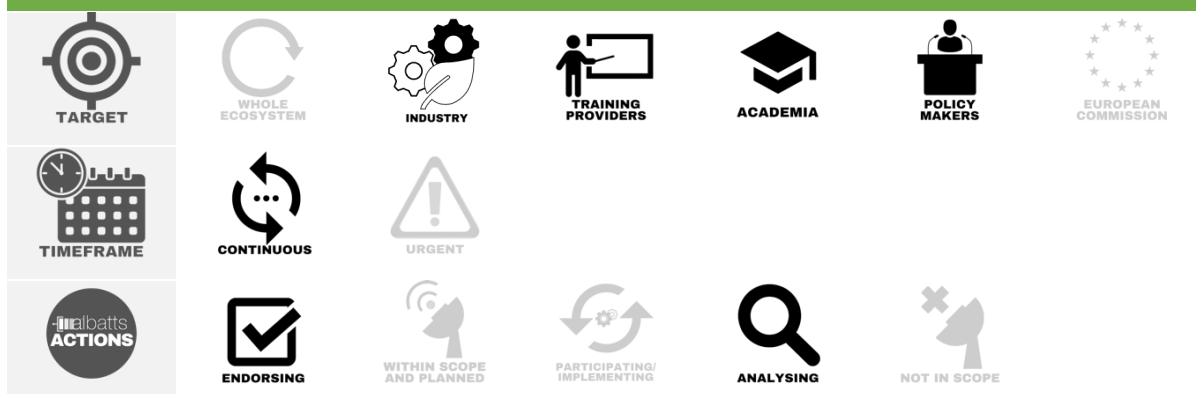 TARGET
WHOLE
ECOSYSTEM
INDUSTRY
TRAINING
PROVIDERS
ACADEMIA
POLICY
MAKERS
EUROPEAN
COMMISSION
TIMEFRAME
CONTINUOUS
URGENT
albatts
ACTIONS
ENDORSING
WITHIN SCOPE
AND PLANNED
PARTICIPATING/
IMPLEMENTING
ANALYSING
NOT IN SCOPE